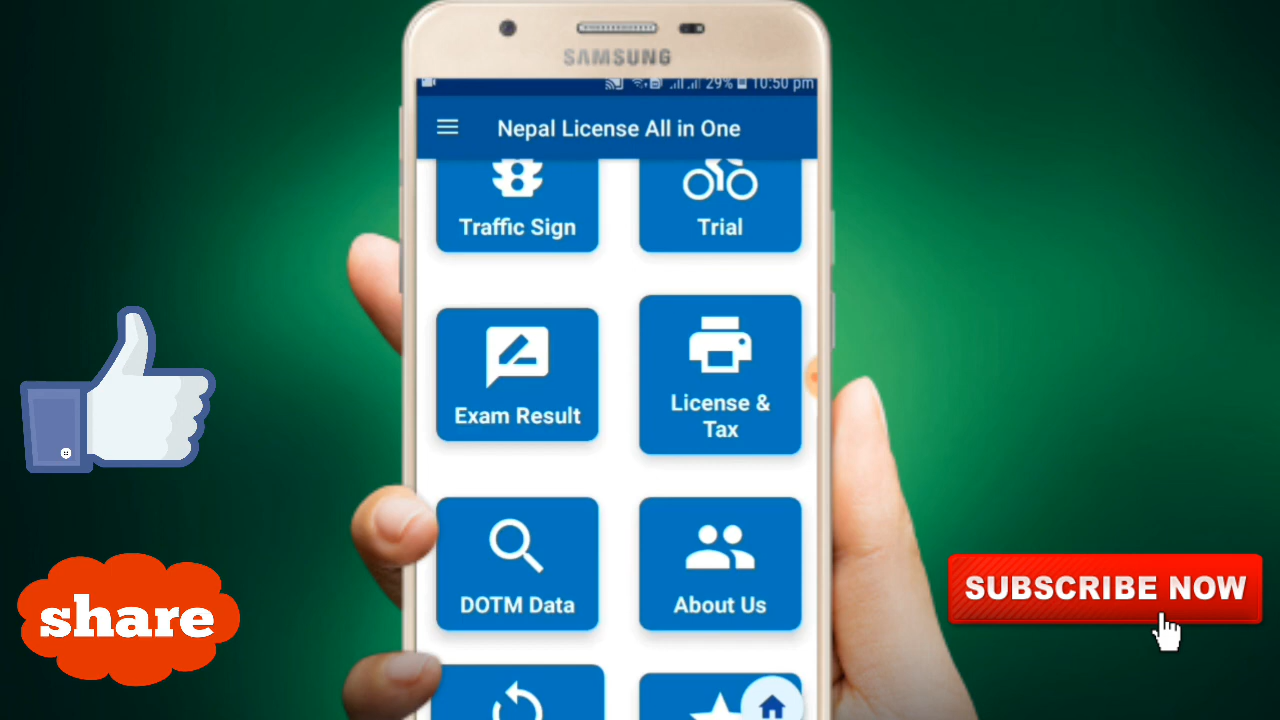 SAMSUNG
29% 10:50 pm
Nepal License All in One
Traffic Sign
Trial
Exam Result
License &
Tax
DOTM Data
About Us
share
SUBSCRIBE NOW